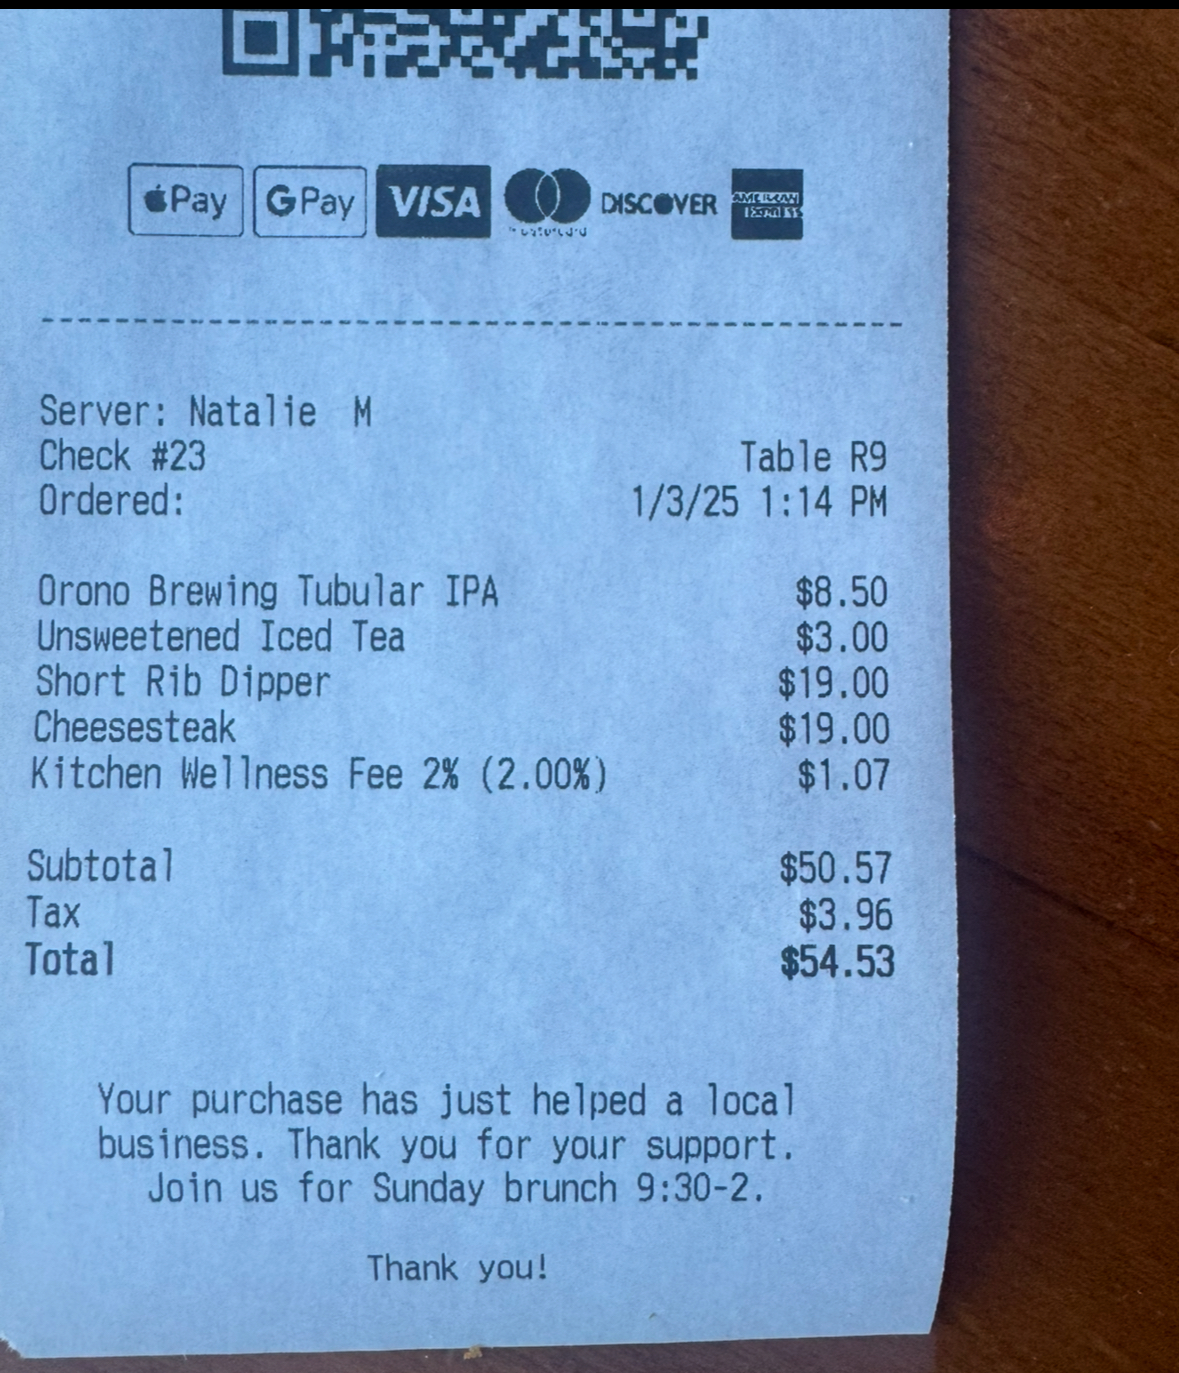 Pay
G Pay
VISA
mastercard
DISCOVER
AMERICAN
EXPRESS
Server: Natalie M
Check #23 Table R9
Ordered: 1/3/25 1:14 PM
Orono Brewing Tubular IPA $8.50
Unsweetened Iced Tea $3.00
Short Rib Dipper $19.00
Cheesesteak $19.00
Kitchen Wellness Fee 2% (2.00%) $1.07
Subtotal $50.57
Tax $3.96
Total $54.53
Your purchase has just helped a local
business. Thank you for your support.
Join us for Sunday brunch 9:30-2.
Thank you!